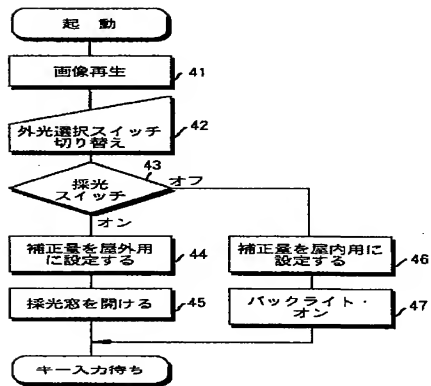 起 動
画像再生
41
外光選択スイッチ
切り替え
42
43
採光
スイッチ
オフ
オン
補正量を屋外用
に設定する
44
補正量を屋内用に
設定する
46
採光窓を開ける
45
バックライト・
オン
47
キー入力待ち